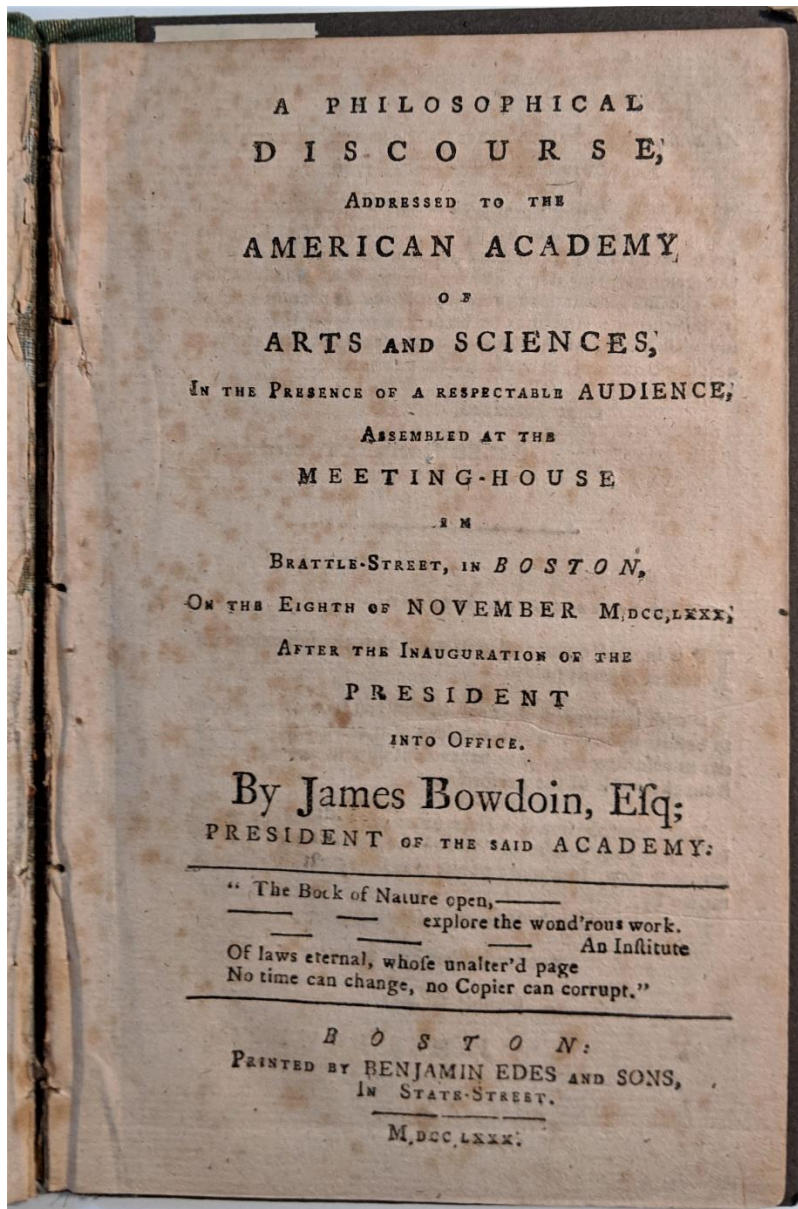 A PHILOSOPHICAL
DISCOURSE,
ADDRESSED TO THE
AMERICAN ACADEMY
OF
ARTS AND SCIENCES,
IN THE PRESENCE OF A RESPECTABLE AUDIENCE,
ASSEMBLED AT THE
MEETING-HOUSE
IN
BRATTLE-STREET, IN BOSTON,
ON THE EIGHTH OF NOVEMBER M,DCC,LXXX,
AFTER THE INAUGURATION OF THE
PRESIDENT
INTO OFFICE.
By James Bowdoin, Eſq;
PRESIDENT OF THE SAID ACADEMY.
“ The Book of Nature open,———
—— —— explore the wond'rous work.
—— —— —— An Inſtitute
Of laws eternal, whoſe unalter'd page
No time can change, no Copier can corrupt.”
BOSTON:
PRINTED BY BENJAMIN EDES AND SONS,
IN STATE-STREET.
M,DCC,LXXX.